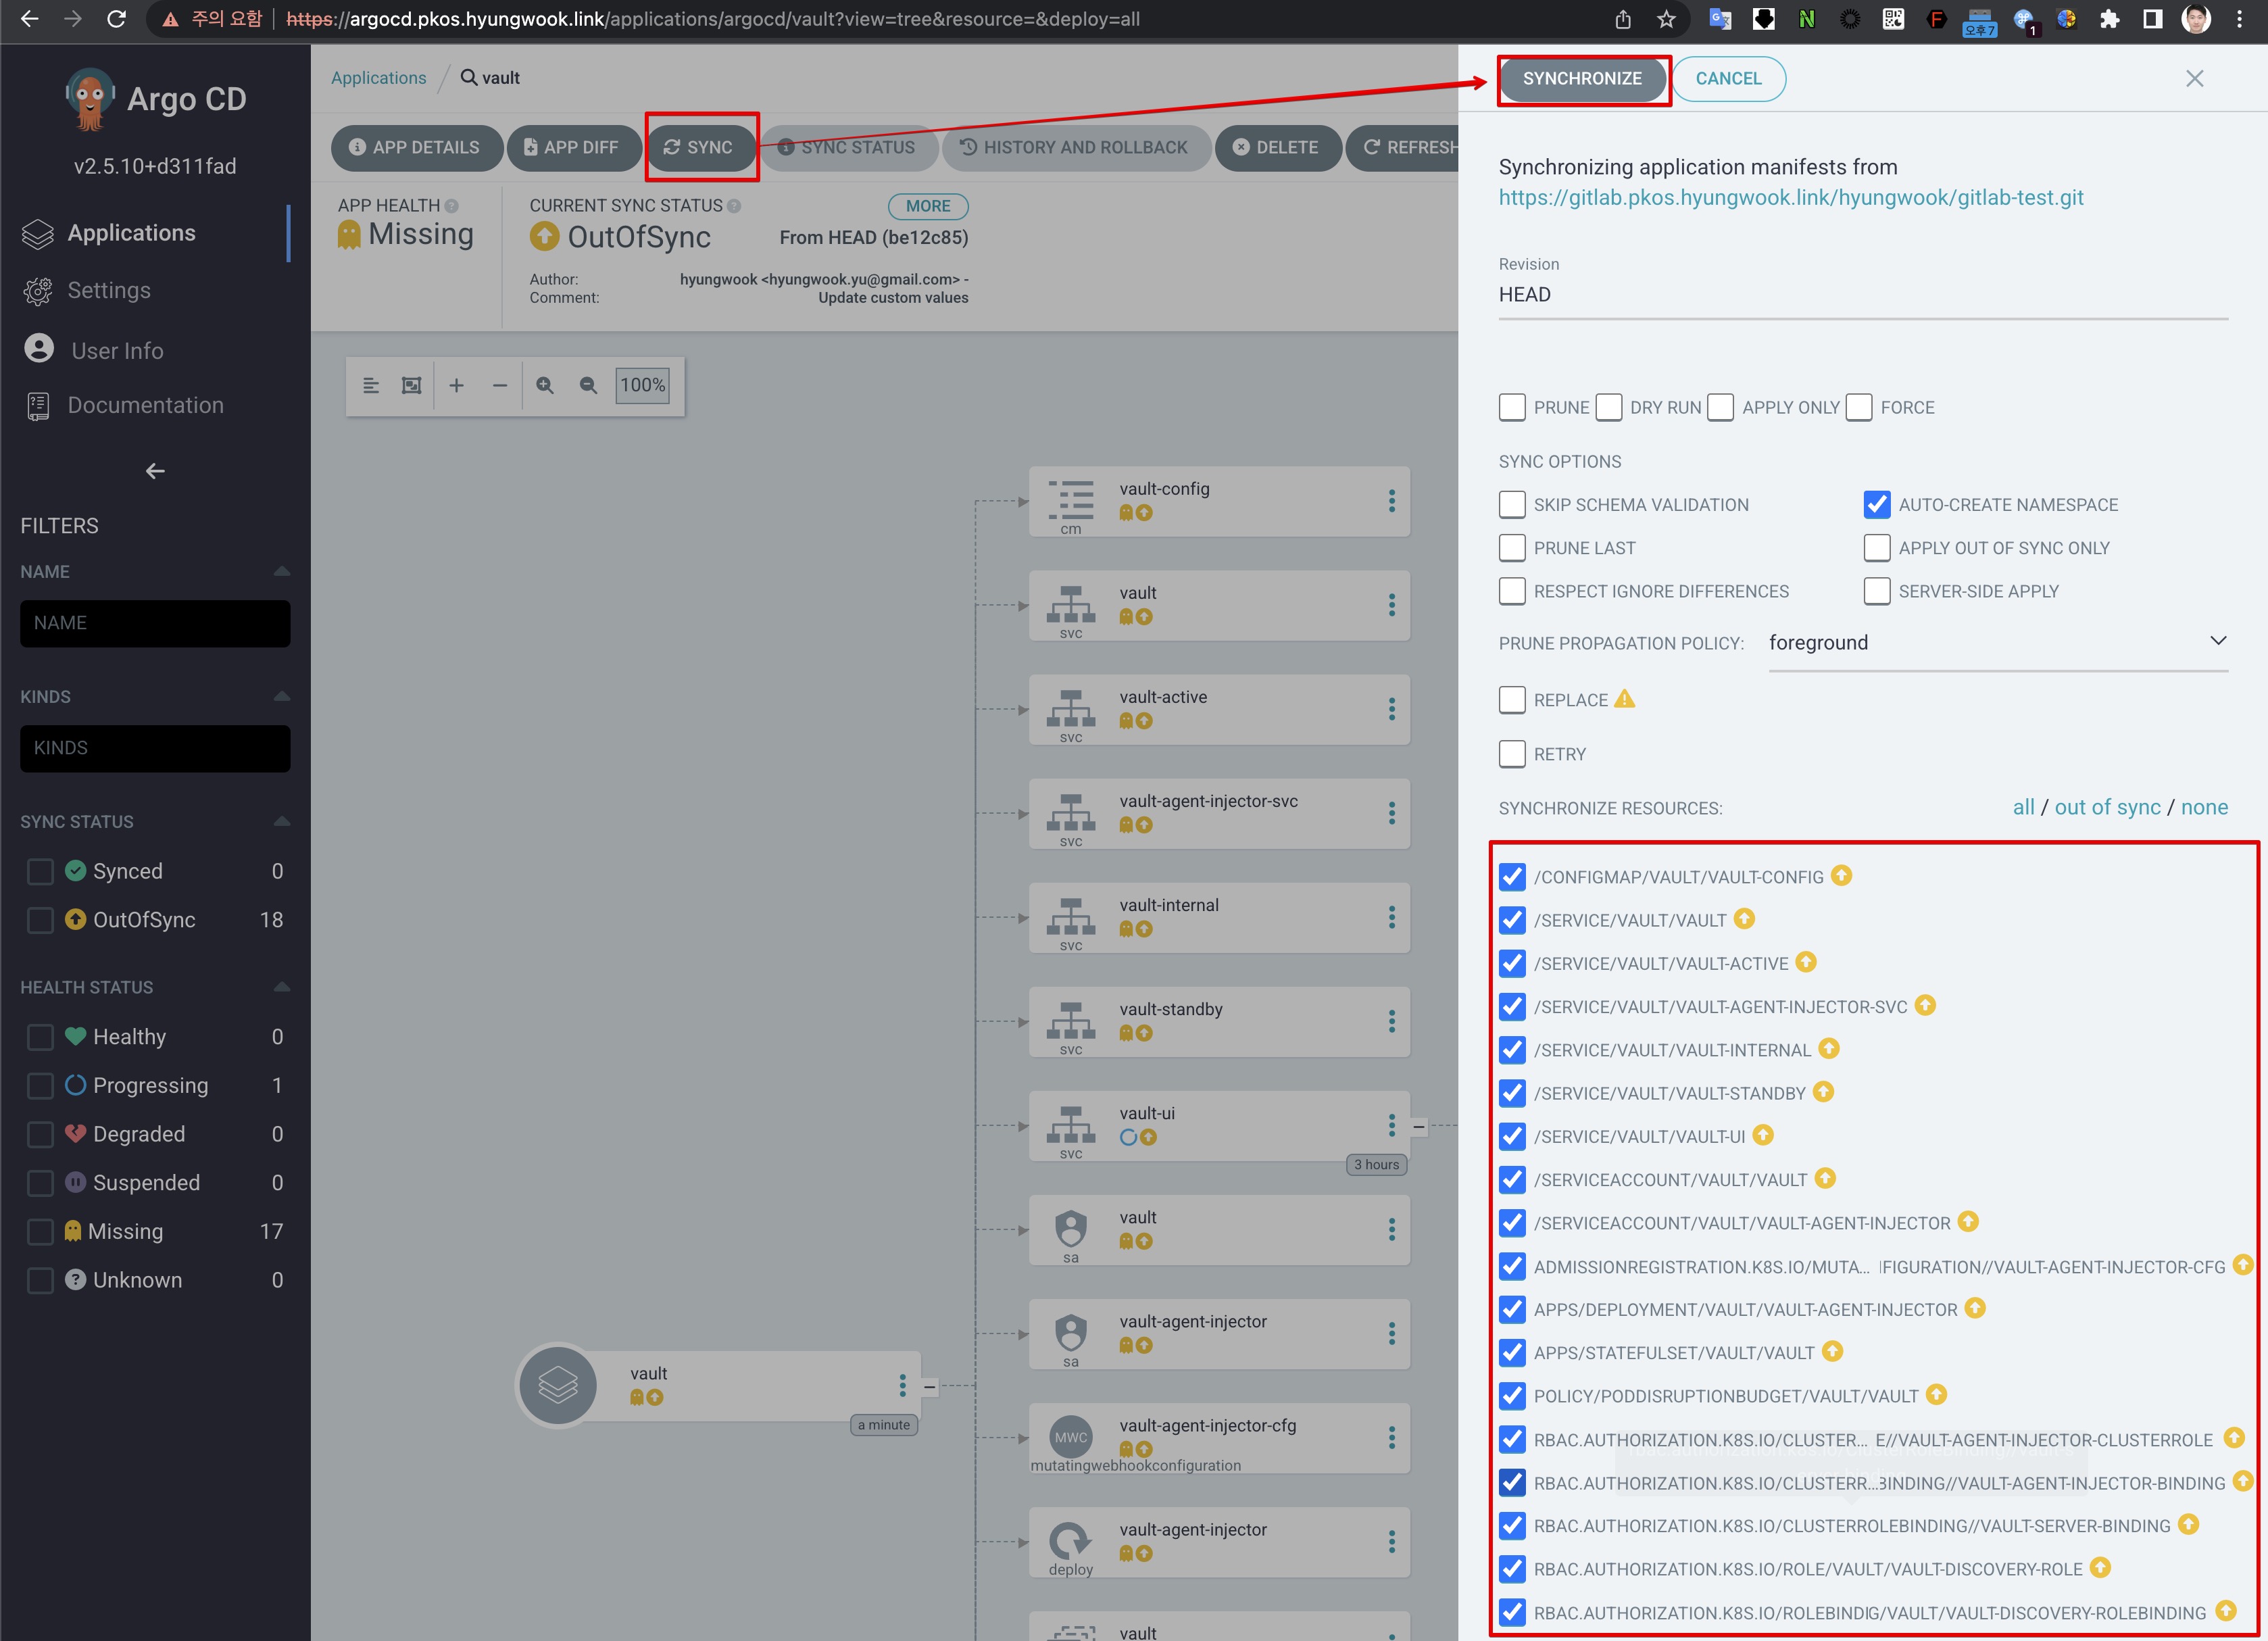 주의 요함
https://argocd.pkos.hyungwook.link/applications/argocd/vault?view=tree&resource=&deploy=all
오후 7
1
Argo CD
v2.5.10+d311fad
Applications
Settings
User Info
Documentation
FILTERS
NAME
NAME
KINDS
KINDS
SYNC STATUS
Synced 0
OutOfSync 18
HEALTH STATUS
Healthy 0
Progressing 1
Degraded 0
Suspended 0
Missing 17
Unknown 0
Applications / vault
APP DETAILS
APP DIFF
SYNC
SYNC STATUS
HISTORY AND ROLLBACK
DELETE
REFRESH
APP HEALTH
Missing
CURRENT SYNC STATUS
MORE
OutOfSync
From HEAD (be12c85)
Author: hyungwook <hyungwook.yu@gmail.com> -
Comment: Update custom values
100%
vault
a minute
vault-config
cm
vault
svc
vault-active
svc
vault-agent-injector-svc
svc
vault-internal
svc
vault-standby
svc
vault-ui
svc
3 hours
vault
sa
vault-agent-injector
sa
vault-agent-injector-cfg
MWC
mutatingwebhookconfiguration
vault-agent-injector
deploy
vault
SYNCHRONIZE
CANCEL
Synchronizing application manifests from
https://gitlab.pkos.hyungwook.link/hyungwook/gitlab-test.git
Revision
HEAD
PRUNE DRY RUN APPLY ONLY FORCE
SYNC OPTIONS
SKIP SCHEMA VALIDATION AUTO-CREATE NAMESPACE
PRUNE LAST APPLY OUT OF SYNC ONLY
RESPECT IGNORE DIFFERENCES SERVER-SIDE APPLY
PRUNE PROPAGATION POLICY: foreground
REPLACE
RETRY
SYNCHRONIZE RESOURCES: all / out of sync / none
/CONFIGMAP/VAULT/VAULT-CONFIG
/SERVICE/VAULT/VAULT
/SERVICE/VAULT/VAULT-ACTIVE
/SERVICE/VAULT/VAULT-AGENT-INJECTOR-SVC
/SERVICE/VAULT/VAULT-INTERNAL
/SERVICE/VAULT/VAULT-STANDBY
/SERVICE/VAULT/VAULT-UI
/SERVICEACCOUNT/VAULT/VAULT
/SERVICEACCOUNT/VAULT/VAULT-AGENT-INJECTOR
ADMISSIONREGISTRATION.K8S.IO/MUTA... IFIGURATION//VAULT-AGENT-INJECTOR-CFG
APPS/DEPLOYMENT/VAULT/VAULT-AGENT-INJECTOR
APPS/STATEFULSET/VAULT/VAULT
POLICY/PODDISRUPTIONBUDGET/VAULT/VAULT
RBAC.AUTHORIZATION.K8S.IO/CLUSTER... E//VAULT-AGENT-INJECTOR-CLUSTERROLE
RBAC.AUTHORIZATION.K8S.IO/CLUSTERR...BINDING//VAULT-AGENT-INJECTOR-BINDING
RBAC.AUTHORIZATION.K8S.IO/CLUSTERROLEBINDING//VAULT-SERVER-BINDING
RBAC.AUTHORIZATION.K8S.IO/ROLE/VAULT/VAULT-DISCOVERY-ROLE
RBAC.AUTHORIZATION.K8S.IO/ROLEBINDIG/VAULT/VAULT-DISCOVERY-ROLEBINDING